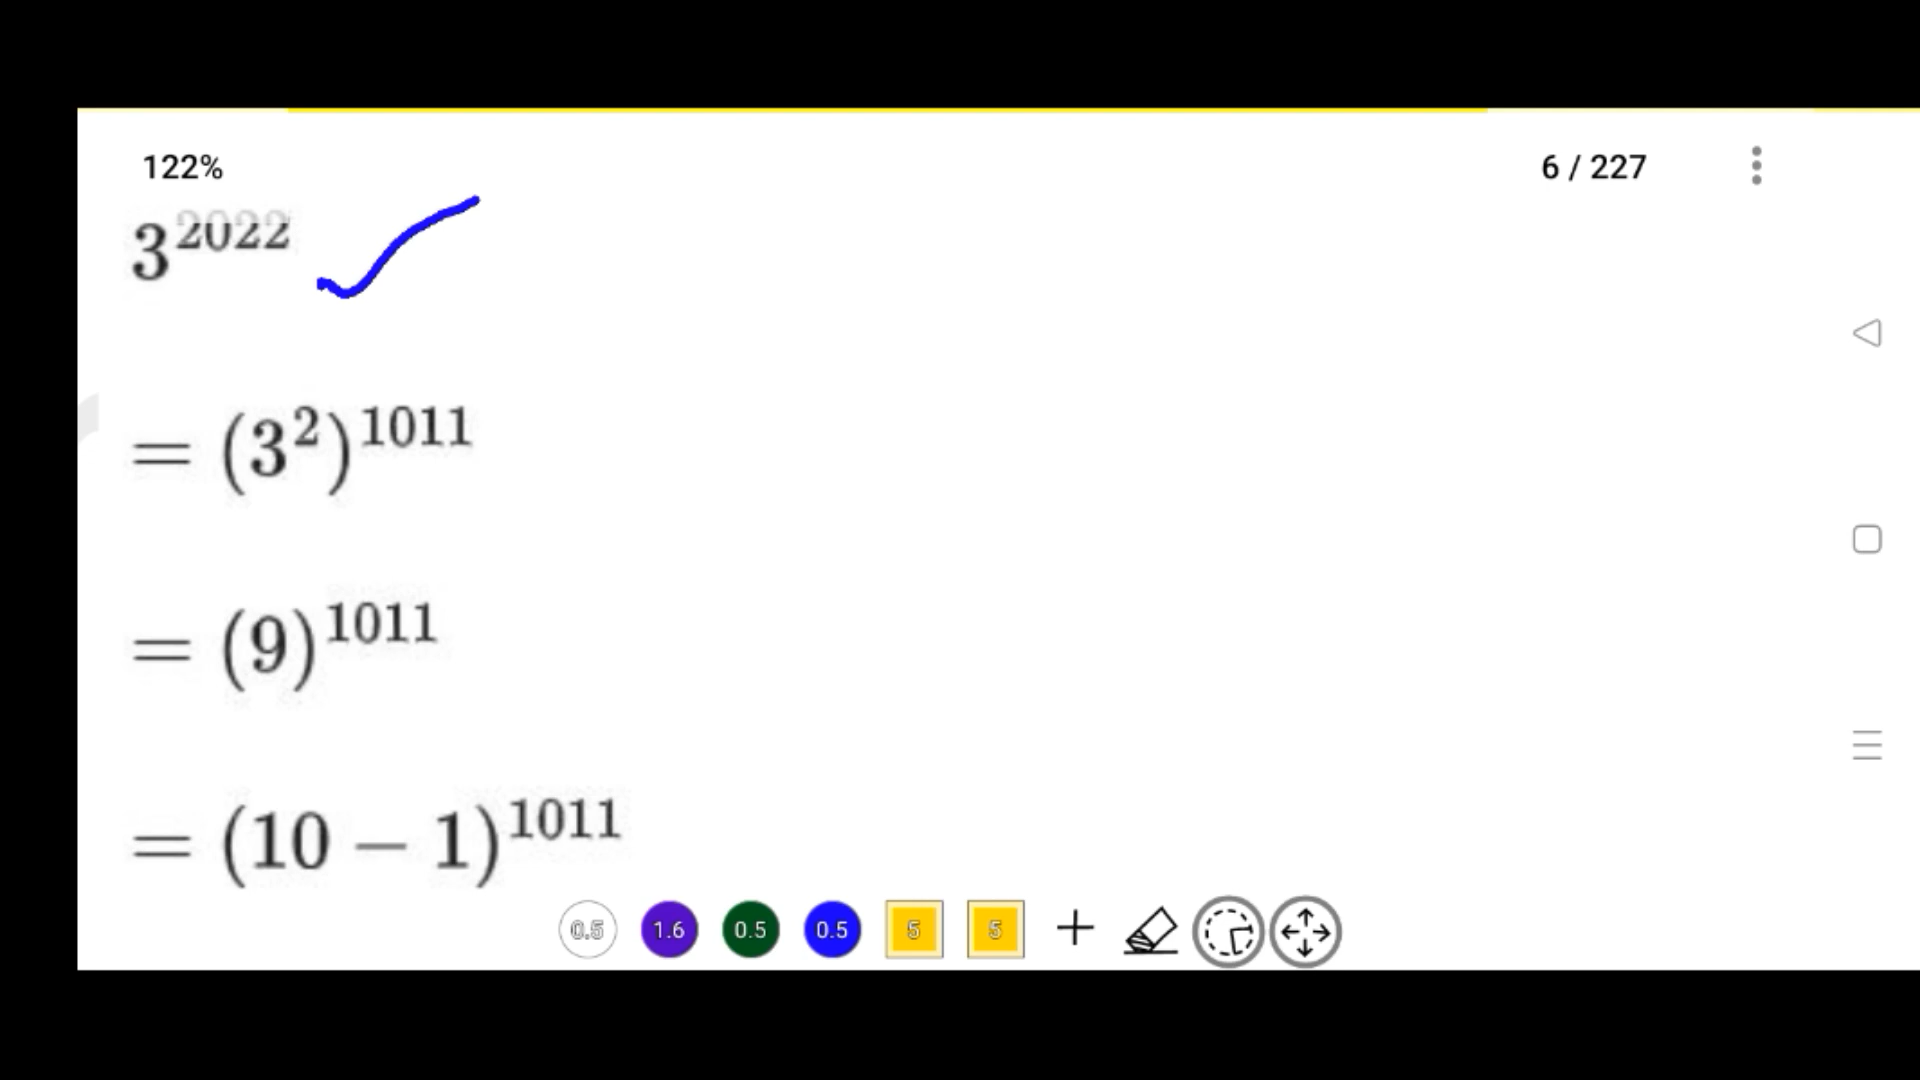 122% 6 / 227
3^2022
= (3^2)^1011
= (9)^1011
= (10 − 1)^1011
0.5 1.6 0.5 0.5 5 5